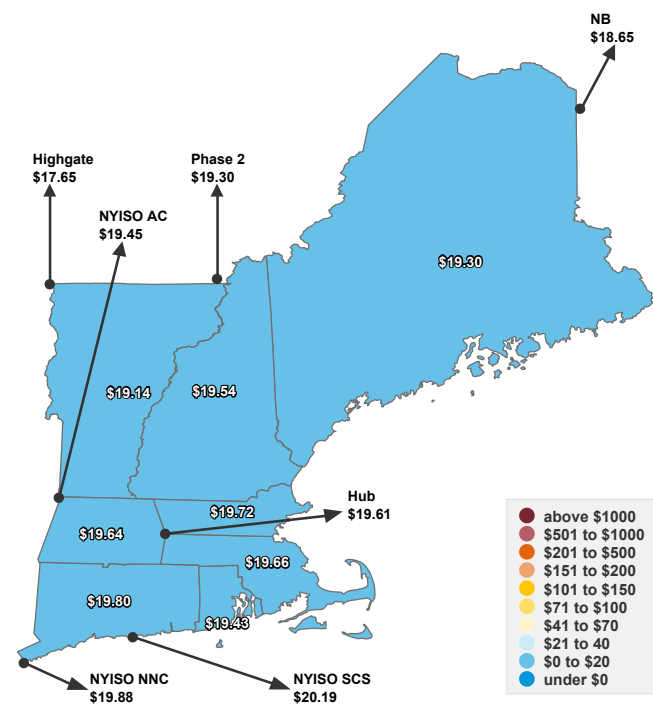 NB
$18.65
Highgate
$17.65
Phase 2
$19.30
NYISO AC
$19.45
$19.30
$19.14
$19.54
Hub
$19.61
$19.72
$19.64
$19.66
$19.80
$19.43
NYISO NNC
$19.88
NYISO SCS
$20.19
above $1000
$501 to $1000
$201 to $500
$151 to $200
$101 to $150
$71 to $100
$41 to $70
$21 to 40
$0 to $20
under $0